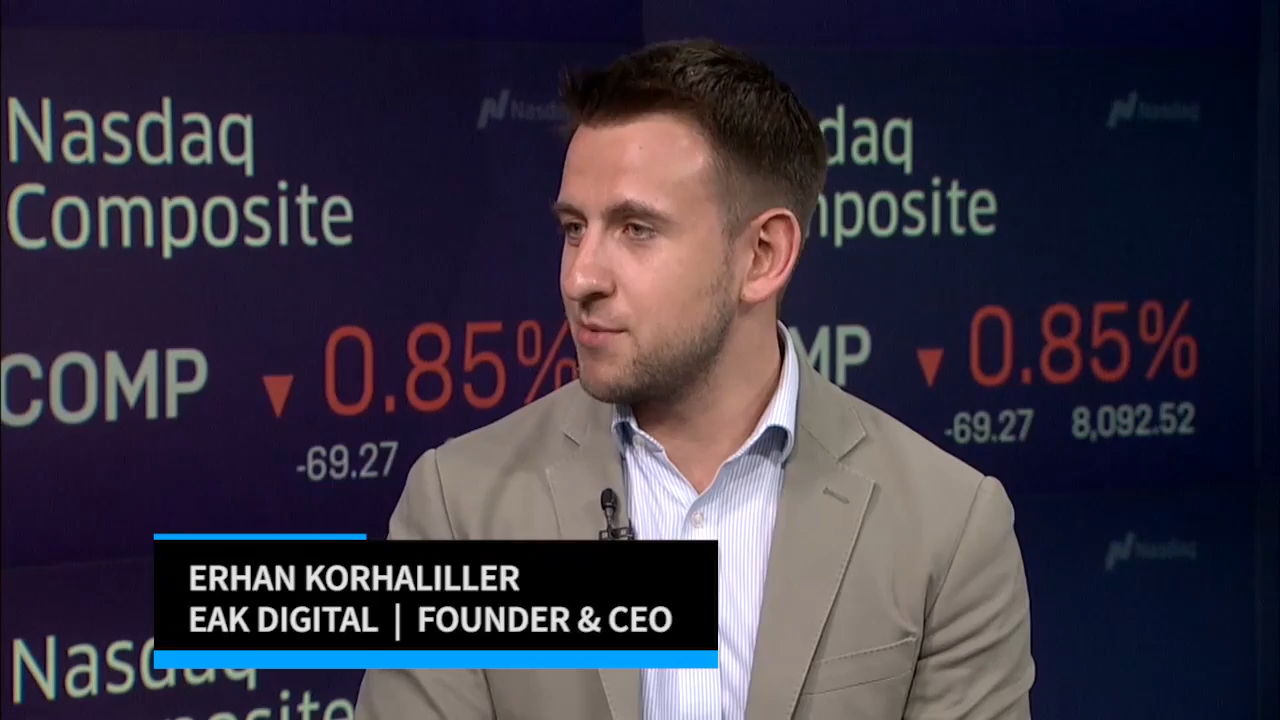 Nasdaq
Composite
COMP ▼ 0.85%
-69.27
Nasdaq
daq
mposite
MP ▼ 0.85%
-69.27 8,092.52
Nasdaq
Nasdaq
Nasdaq
Composite
ERHAN KORHALILLER
EAK DIGITAL | FOUNDER & CEO